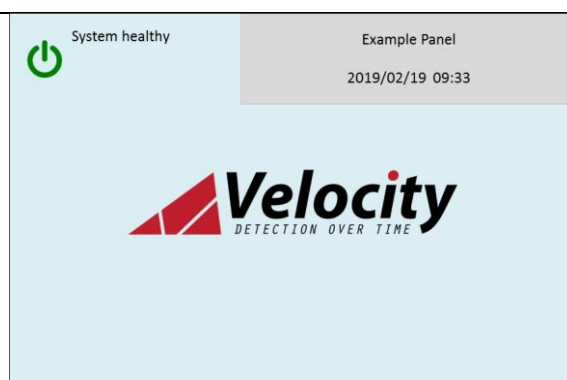 System healthy
Example Panel
2019/02/19 09:33
Velocity
DETECTION OVER TIME